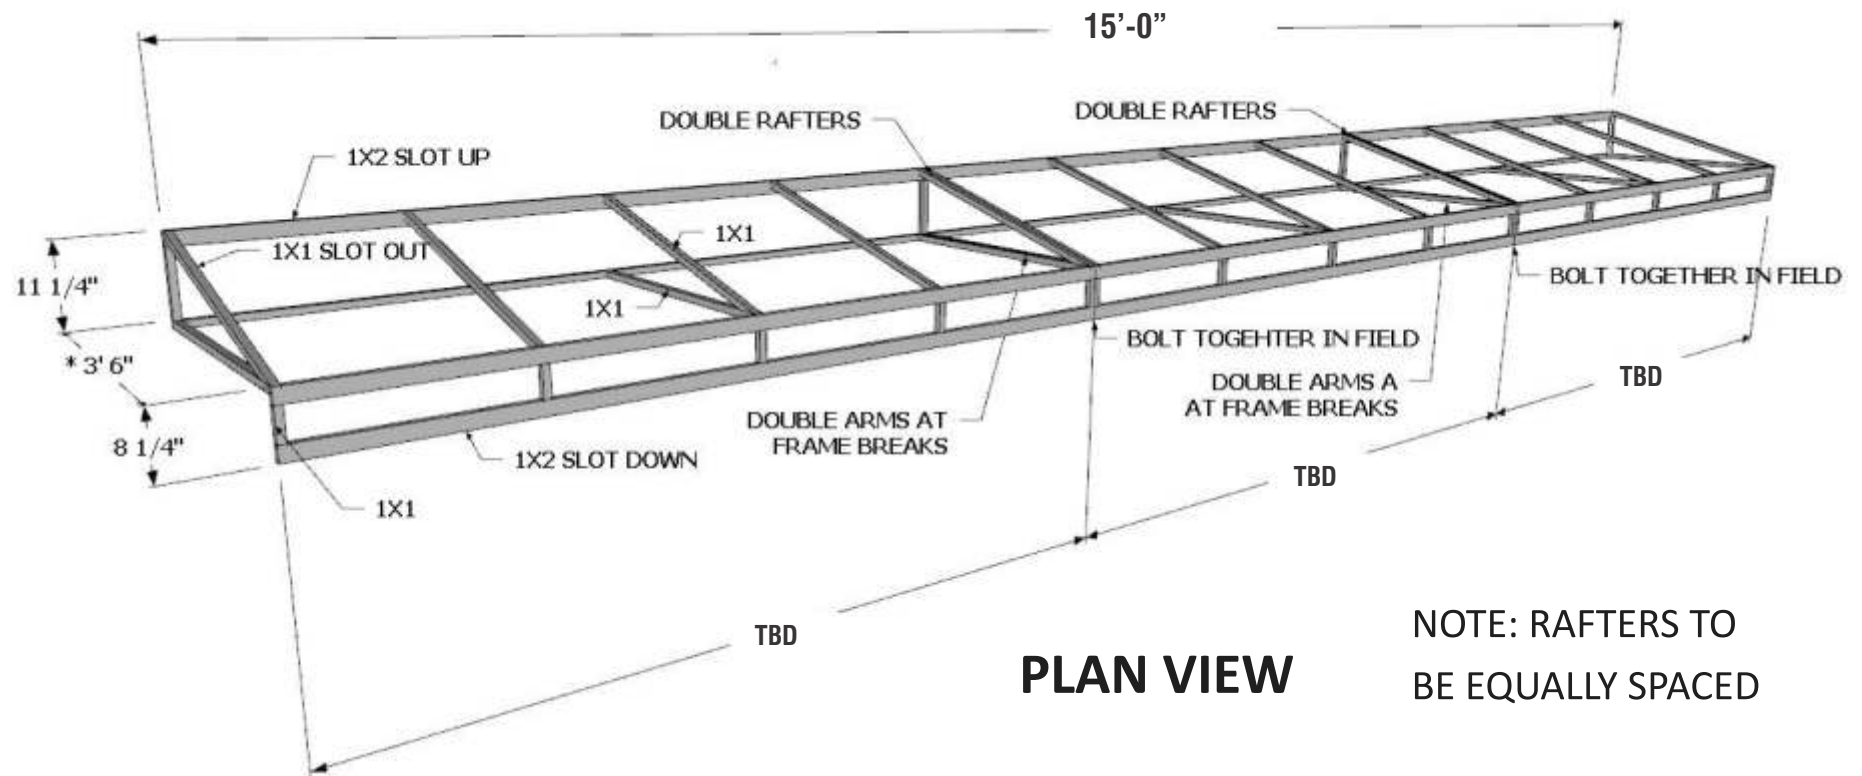 15’-0”
DOUBLE RAFTERS
DOUBLE RAFTERS
1X2 SLOT UP
1X1 SLOT OUT
1X1
11 1/4"
1X1
BOLT TOGETHER IN FIELD
* 3' 6"
BOLT TOGEHTER IN FIELD
DOUBLE ARMS A
AT FRAME BREAKS
TBD
8 1/4"
DOUBLE ARMS AT
FRAME BREAKS
1X2 SLOT DOWN
TBD
1X1
TBD
PLAN VIEW
NOTE: RAFTERS TO
BE EQUALLY SPACED